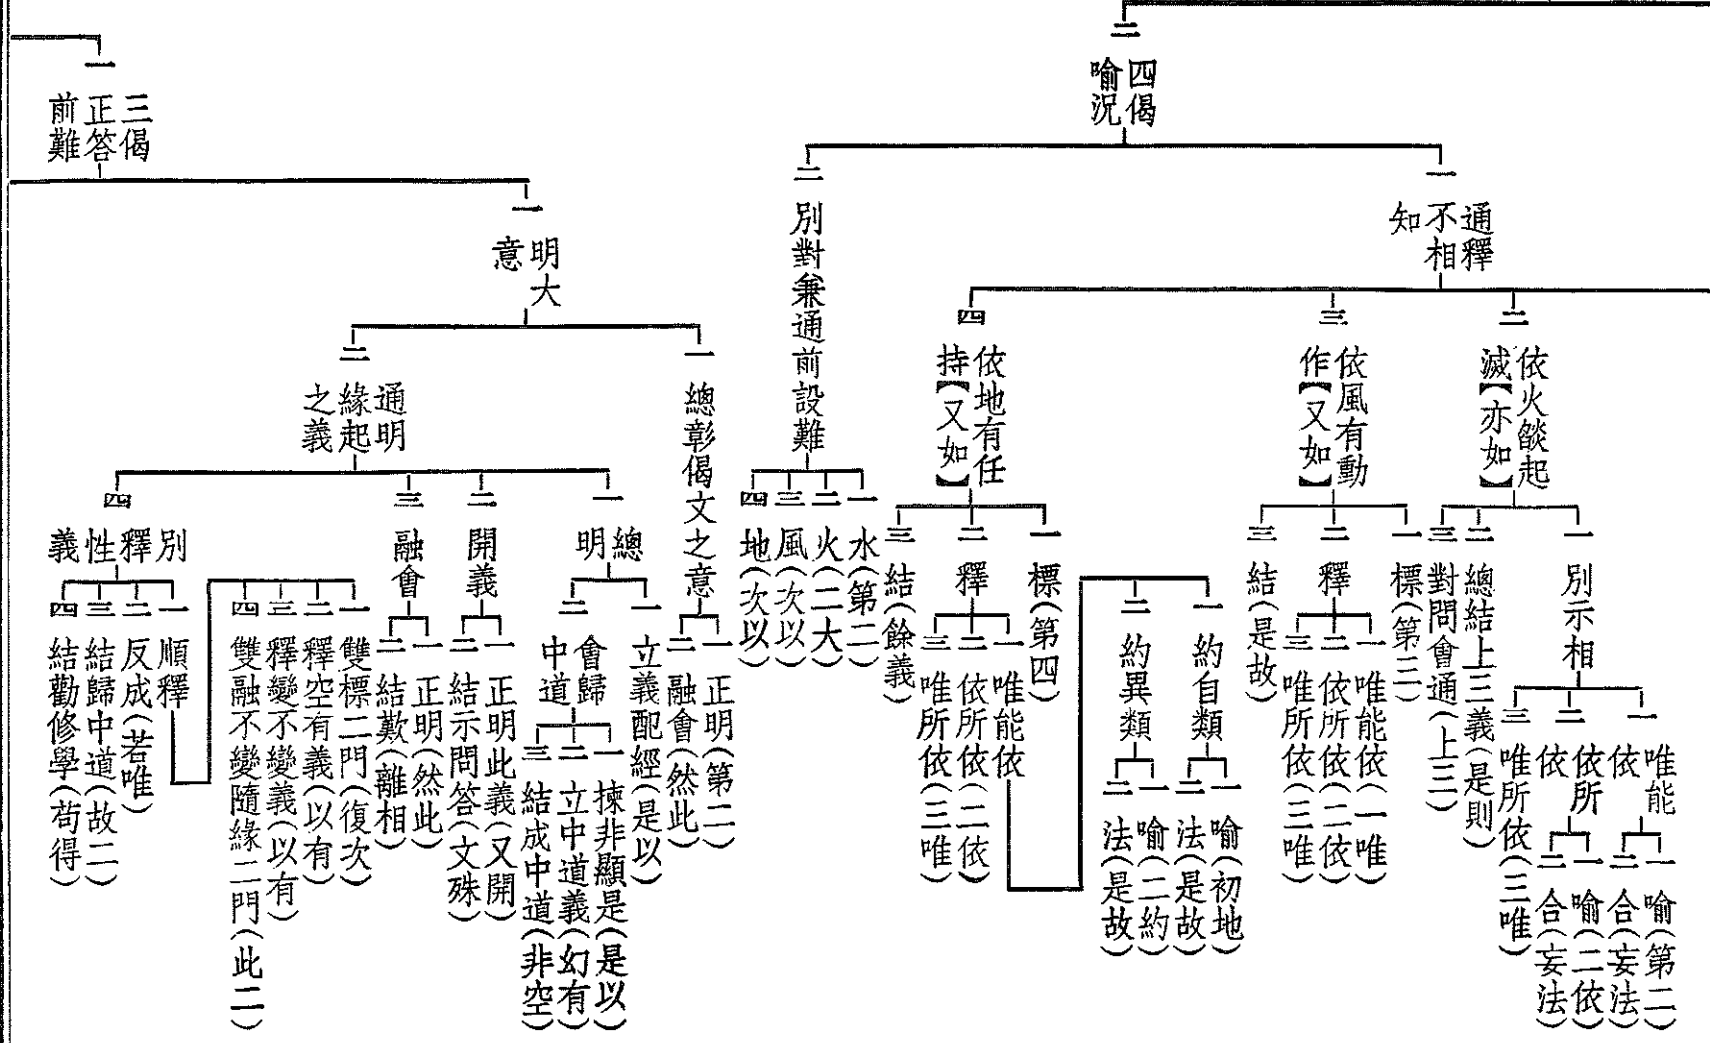 二
四偈
喻況
一
通釋
不相
知
二
依火燄起
滅【亦如】
一
別示相
一
唯能
依
一 喻(第二)
二 合(妄法)
二
依所
依
一 喻(二依)
二 合(妄法)
三
唯所依(三唯)
二 總結上三義(是則)
三 對問會通(上三)
三
依風有動
作【又如】
一 標(第三)
二 釋
一 唯能依(一唯)
二 依所依(二依)
三 唯所依(三唯)
三 結(是故)
四
依地有任
持【又如】
一 標(第四)
二 釋
一 唯能依
一 約自類
一 喻(初地)
二 法(是故)
二 約異類
一 喻(二約)
二 法(是故)
二 依所依(二依)
三 唯所依(三唯)
三 結(餘義)
二 別對兼通前設難
一 水(第二)
二 火(二大)
三 風(次以)
四 地(次以)
一
三偈
正答
前難
一
明大
意
一 總彰偈文之意
一 正明(第二)
二 融會(然此)
二
通明
緣起
之義
一
總
明
一 立義配經(是以)
二
會歸
中道
一 揀非顯是(是以)
二 立中道義(幻有)
三 結成中道(非空)
二 開義
一 正明此義(又開)
二 結示問答(文殊)
三 融會
一 正明(然此)
二 結歎(離相)
四
別釋性義
一 順釋
一 雙標二門(復次)
二 釋空有義(以有)
三 釋變不變義(以有)
四 雙融不變隨緣二門(此二)
二 反成(若唯)
三 結歸中道(故二)
四 結勸修學(苟得)